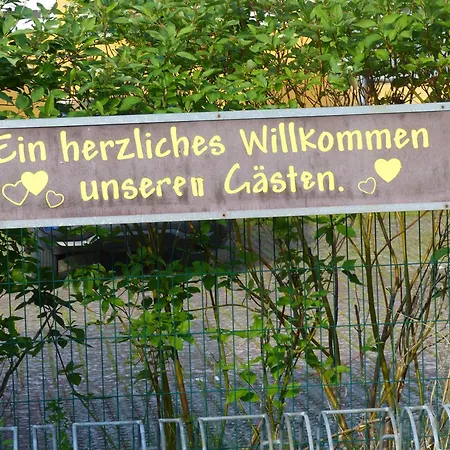 Ein herzliches Willkommen
unseren Gästen.